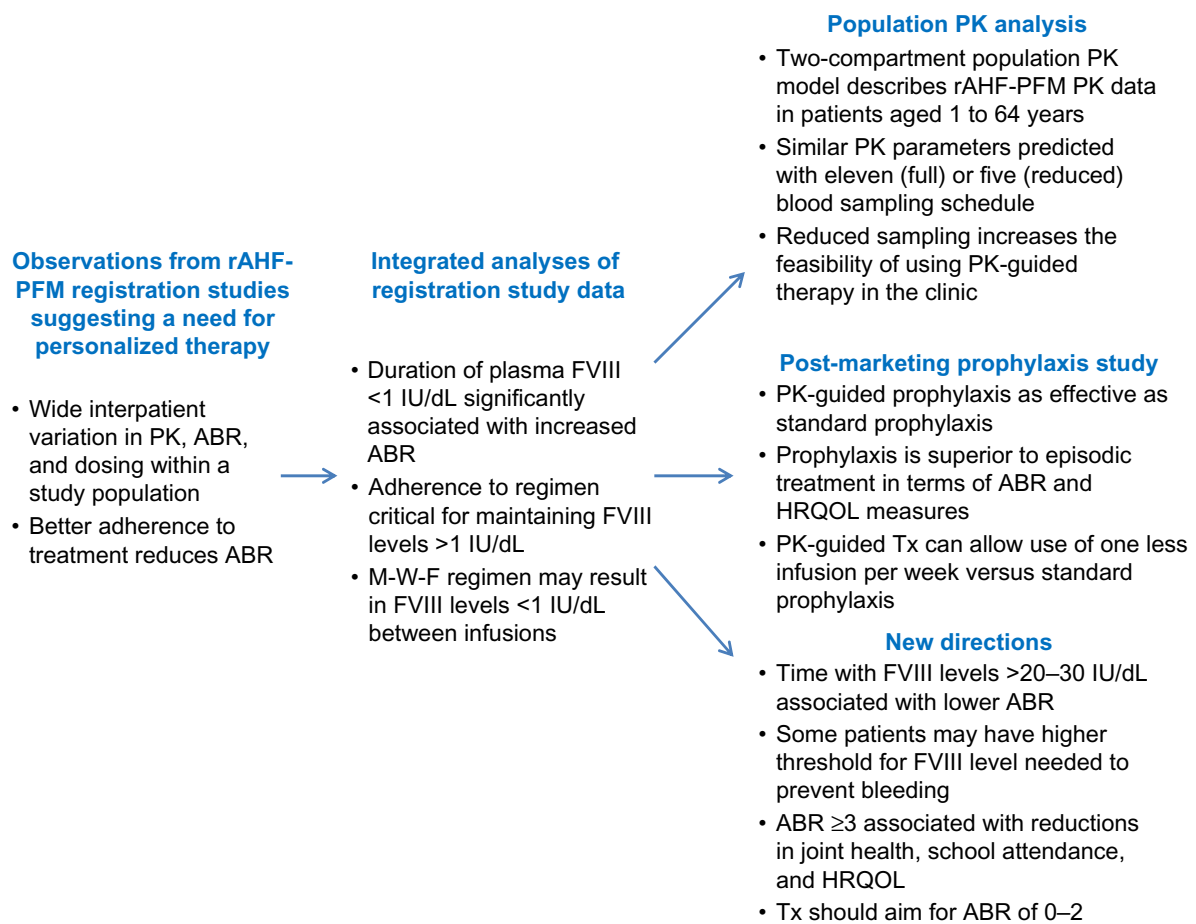 Observations from rAHF-
PFM registration studies
suggesting a need for
personalized therapy
• Wide interpatient
variation in PK, ABR,
and dosing within a
study population
• Better adherence to
treatment reduces ABR
Integrated analyses of
registration study data
• Duration of plasma FVIII
<1 IU/dL significantly
associated with increased
ABR
• Adherence to regimen
critical for maintaining FVIII
levels >1 IU/dL
• M-W-F regimen may result
in FVIII levels <1 IU/dL
between infusions
Population PK analysis
• Two-compartment population PK
model describes rAHF-PFM PK data
in patients aged 1 to 64 years
• Similar PK parameters predicted
with eleven (full) or five (reduced)
blood sampling schedule
• Reduced sampling increases the
feasibility of using PK-guided
therapy in the clinic
Post-marketing prophylaxis study
• PK-guided prophylaxis as effective as
standard prophylaxis
• Prophylaxis is superior to episodic
treatment in terms of ABR and
HRQOL measures
• PK-guided Tx can allow use of one less
infusion per week versus standard
prophylaxis
New directions
• Time with FVIII levels >20–30 IU/dL
associated with lower ABR
• Some patients may have higher
threshold for FVIII level needed to
prevent bleeding
• ABR ≥3 associated with reductions
in joint health, school attendance,
and HRQOL
• Tx should aim for ABR of 0–2